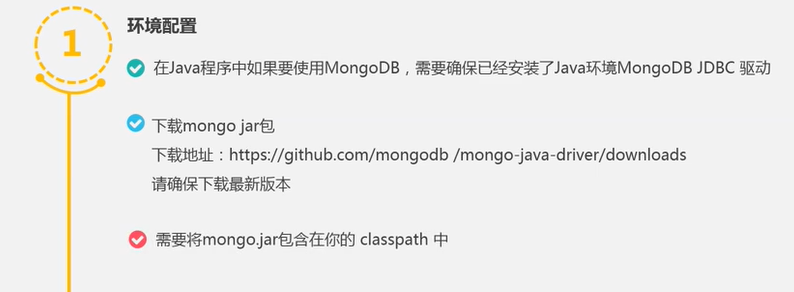 1
环境配置
在Java程序中如果要使用MongoDB，需要确保已经安装了Java环境MongoDB JDBC 驱动
下载mongo jar包
下载地址：https://github.com/mongodb /mongo-java-driver/downloads
请确保下载最新版本
需要将mongo.jar包含在你的 classpath 中